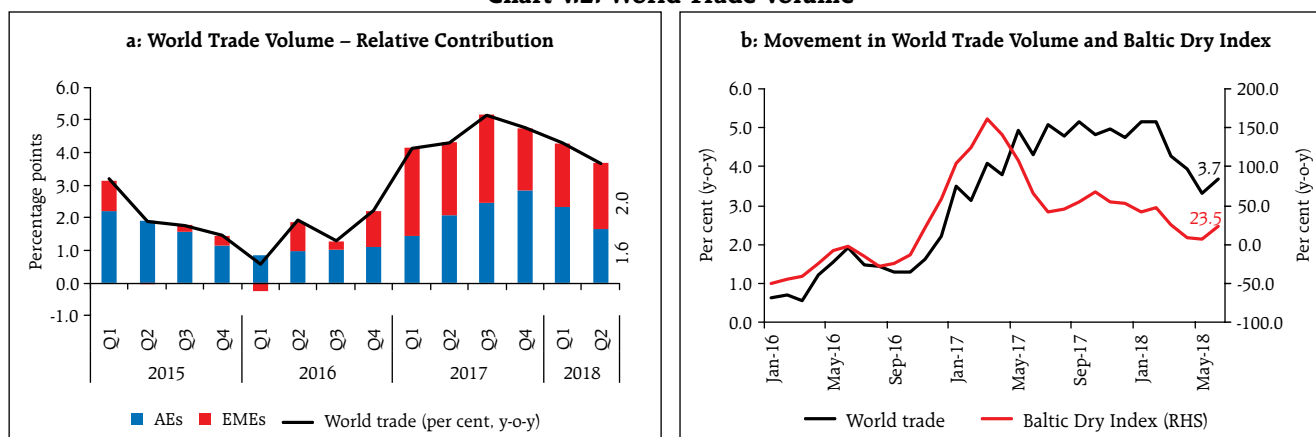 a: World Trade Volume – Relative Contribution
Percentage points
6.0
5.0
4.0
3.0
2.0
1.0
0.0
-1.0
2.0
1.6
Q1 Q2 Q3 Q4 Q1 Q2 Q3 Q4 Q1 Q2 Q3 Q4 Q1 Q2
2015 2016 2017 2018
AEs EMEs World trade (per cent, y-o-y)
b: Movement in World Trade Volume and Baltic Dry Index
Per cent (y-o-y)
6.0
5.0
4.0
3.0
2.0
1.0
0.0
3.7
23.5
200.0
150.0
100.0
50.0
0.0
-50.0
-100.0
Per cent (y-o-y)
Jan-16 May-16 Sep-16 Jan-17 May-17 Sep-17 Jan-18 May-18
World trade Baltic Dry Index (RHS)